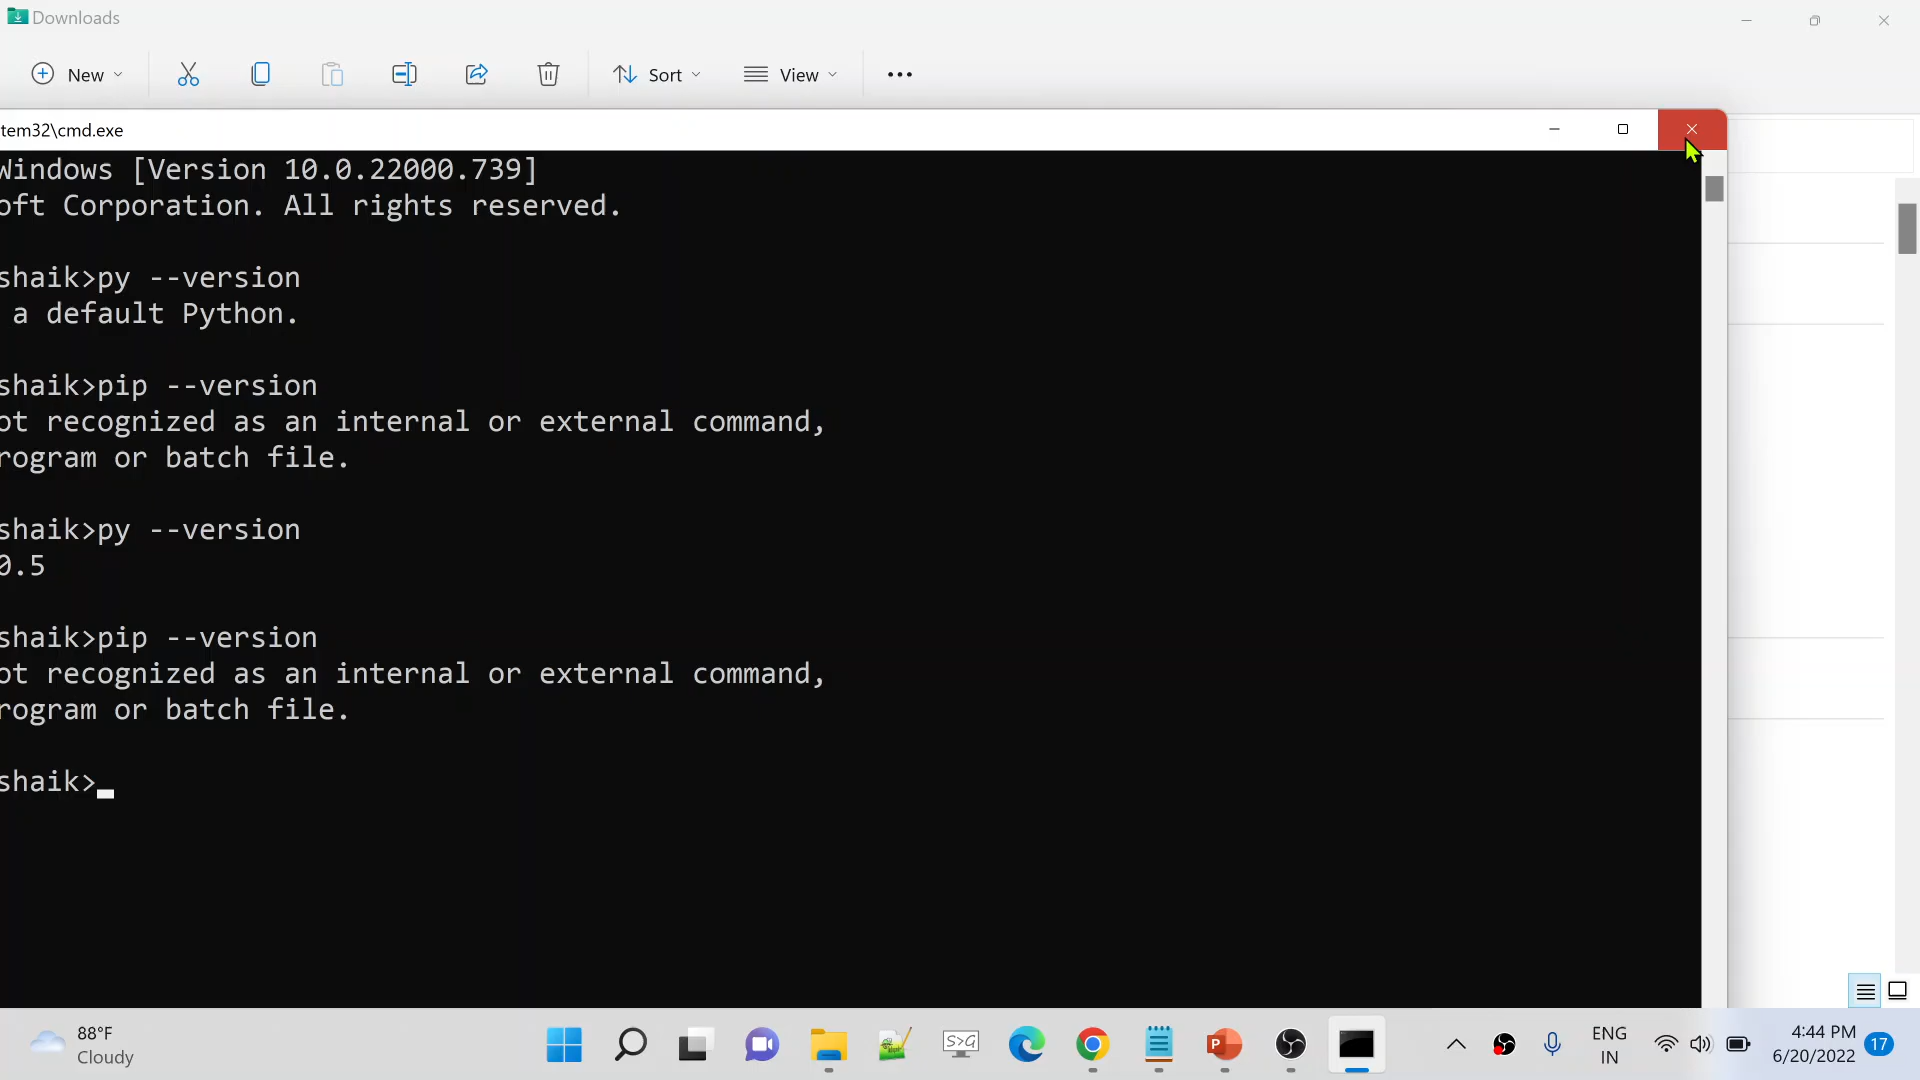 Downloads
New
Sort
View
tem32\cmd.exe
Windows [Version 10.0.22000.739]
oft Corporation. All rights reserved.
shaik>py --version
a default Python.
shaik>pip --version
ot recognized as an internal or external command,
rogram or batch file.
shaik>py --version
0.5
shaik>pip --version
ot recognized as an internal or external command,
rogram or batch file.
shaik>
88°F
Cloudy
S>G
P
ENG
IN
4:44 PM
6/20/2022
17